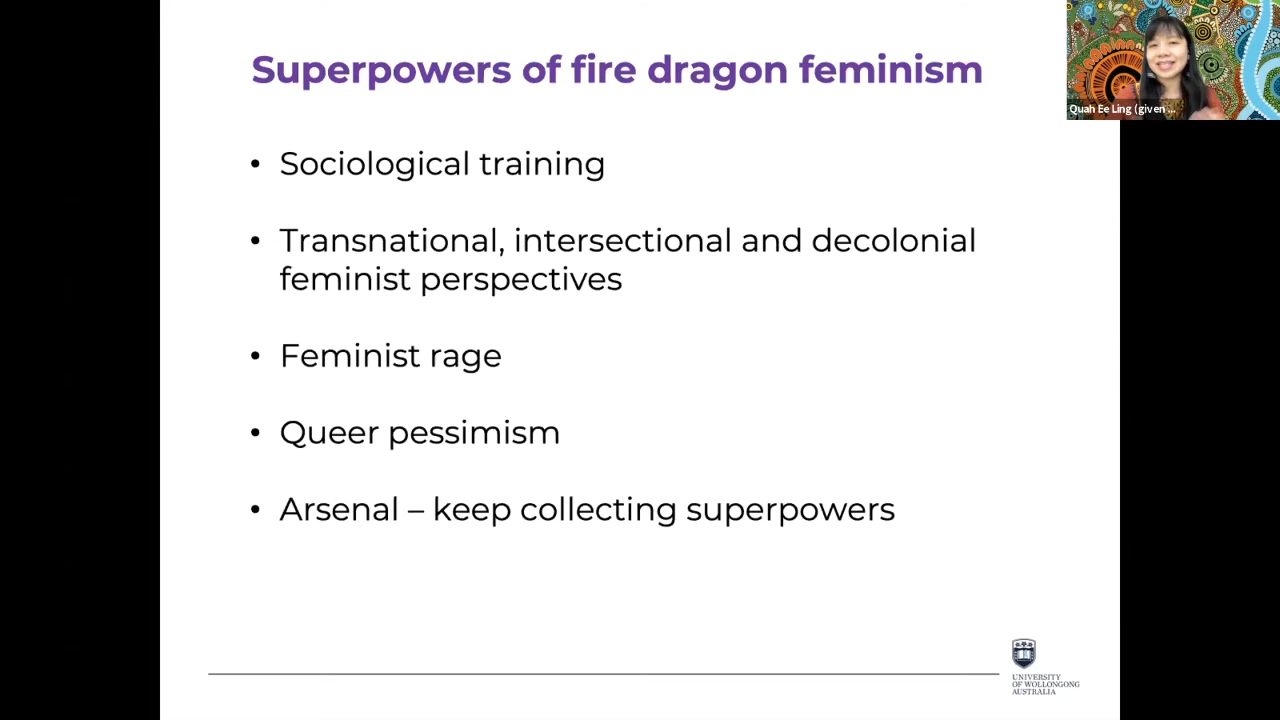 Superpowers of fire dragon feminism
Quah Ee Ling (given ...
• Sociological training
• Transnational, intersectional and decolonial
feminist perspectives
• Feminist rage
• Queer pessimism
• Arsenal – keep collecting superpowers
UNIVERSITY
OF WOLLONGONG
AUSTRALIA